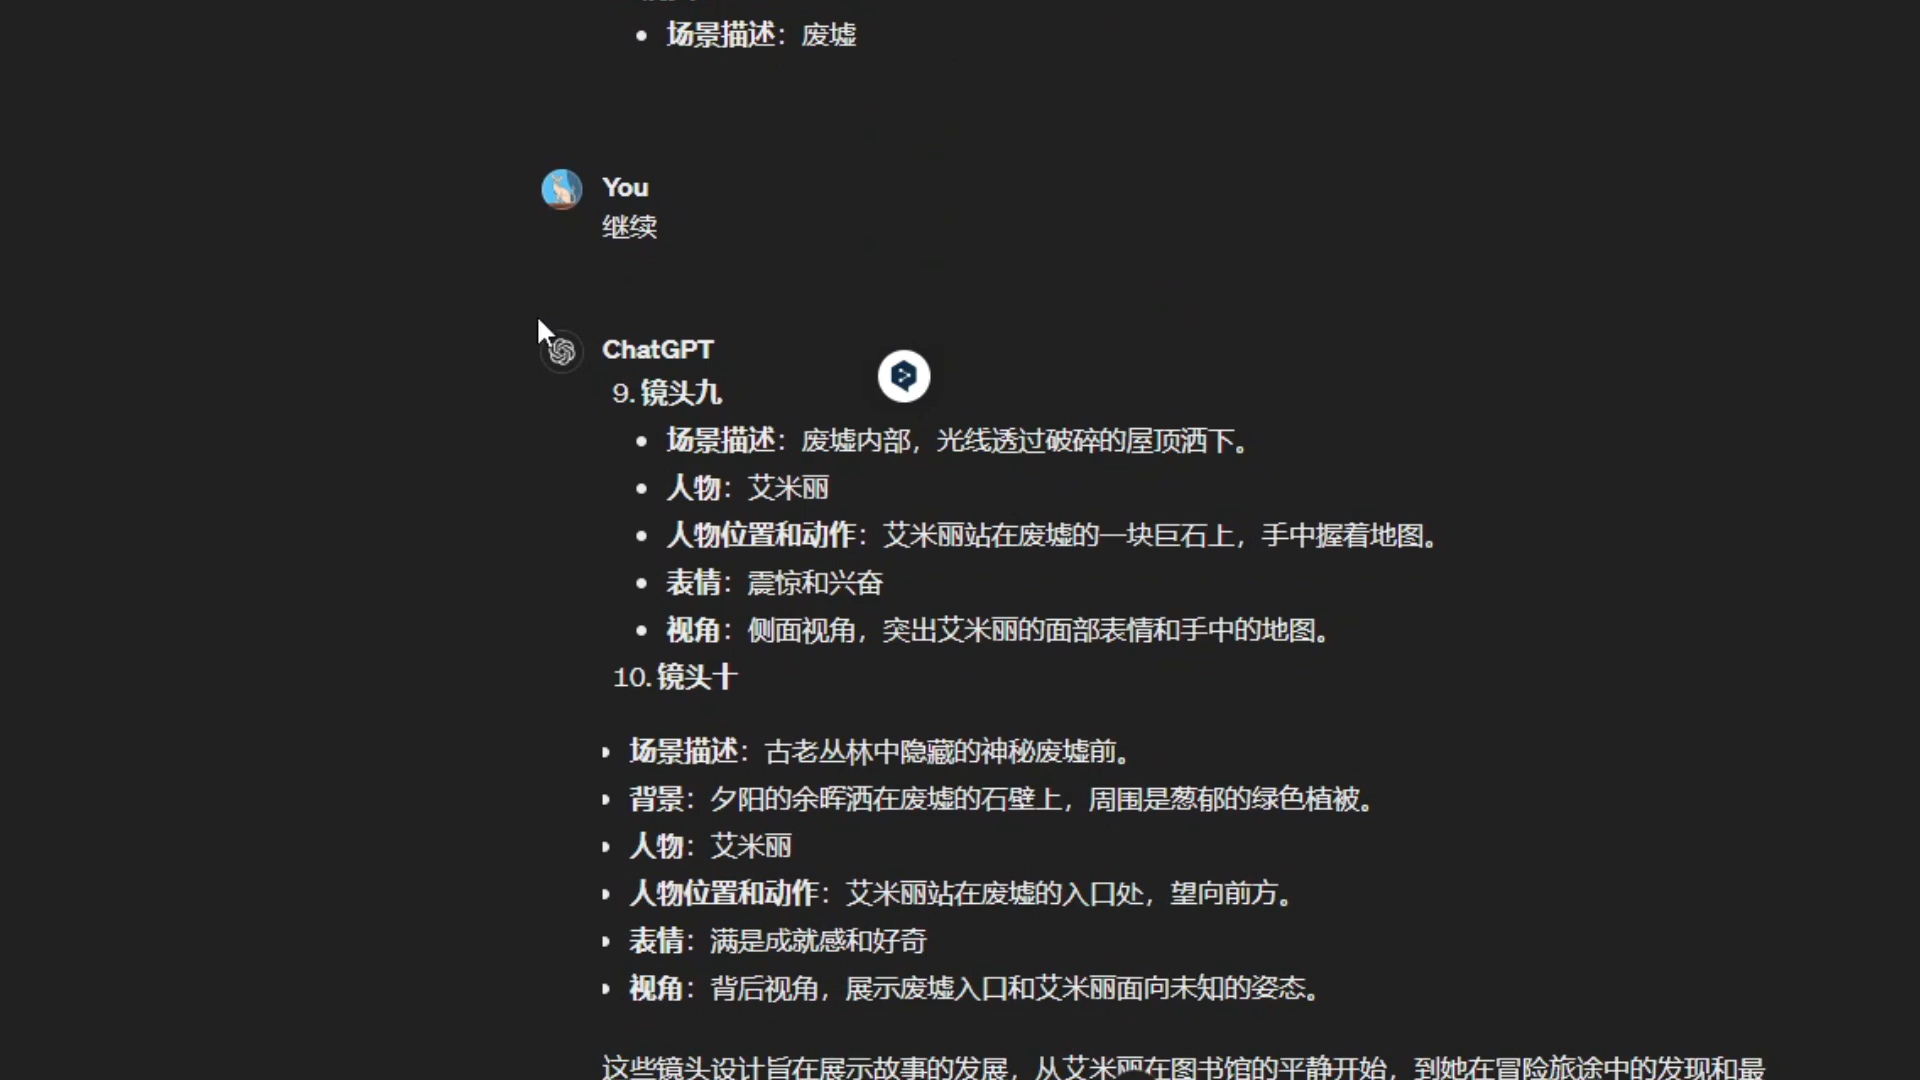 场景描述：废墟
You
继续
ChatGPT
9. 镜头九
场景描述：废墟内部，光线透过破碎的屋顶洒下。
人物：艾米丽
人物位置和动作：艾米丽站在废墟的一块巨石上，手中握着地图。
表情：震惊和兴奋
视角：侧面视角，突出艾米丽的面部表情和手中的地图。
10. 镜头十
场景描述：古老丛林中隐藏的神秘废墟前。
背景：夕阳的余晖洒在废墟的石壁上，周围是葱郁的绿色植被。
人物：艾米丽
人物位置和动作：艾米丽站在废墟的入口处，望向前方。
表情：满是成就感和好奇
视角：背后视角，展示废墟入口和艾米丽面向未知的姿态。
这些镜头设计旨在展示故事的发展，从艾米丽在图书馆的平静开始，到她在冒险旅途中的发现和最